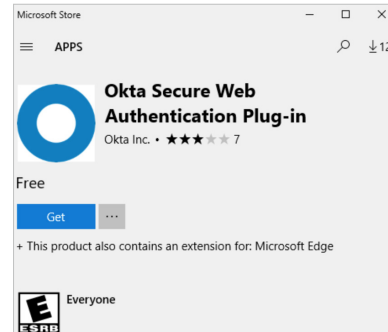 Microsoft Store
APPS
12
Okta Secure Web
Authentication Plug-in
Okta Inc. • ★★★★★ 7
Free
Get ...
+ This product also contains an extension for: Microsoft Edge
E Everyone
ESRB